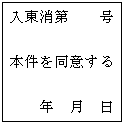 入東消第　　号
本件を同意する
年　月　日